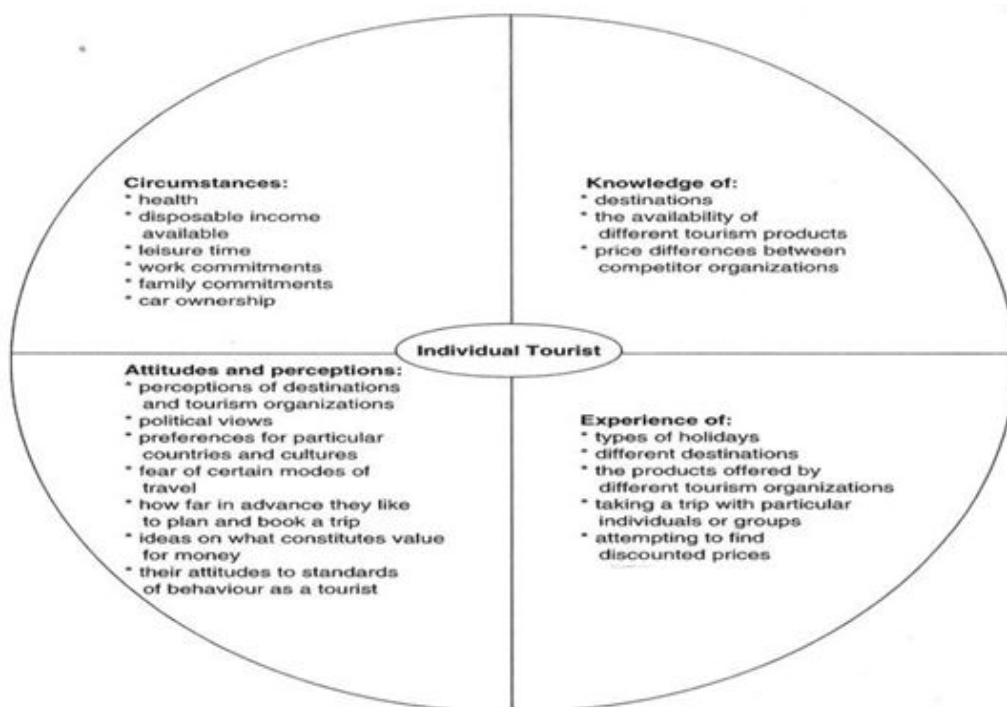 Circumstances:
* health
* disposable income
available
* leisure time
* work commitments
* family commitments
* car ownership
Knowledge of:
* destinations
* the availability of
different tourism products
* price differences between
competitor organizations
Individual Tourist
Attitudes and perceptions:
* perceptions of destinations
and tourism organizations
* political views
* preferences for particular
countries and cultures
* fear of certain modes of
travel
* how far in advance they like
to plan and book a trip
* ideas on what constitutes value
for money
* their attitudes to standards
of behaviour as a tourist
Experience of:
* types of holidays
* different destinations
* the products offered by
different tourism organizations
* taking a trip with particular
individuals or groups
* attempting to find
discounted prices